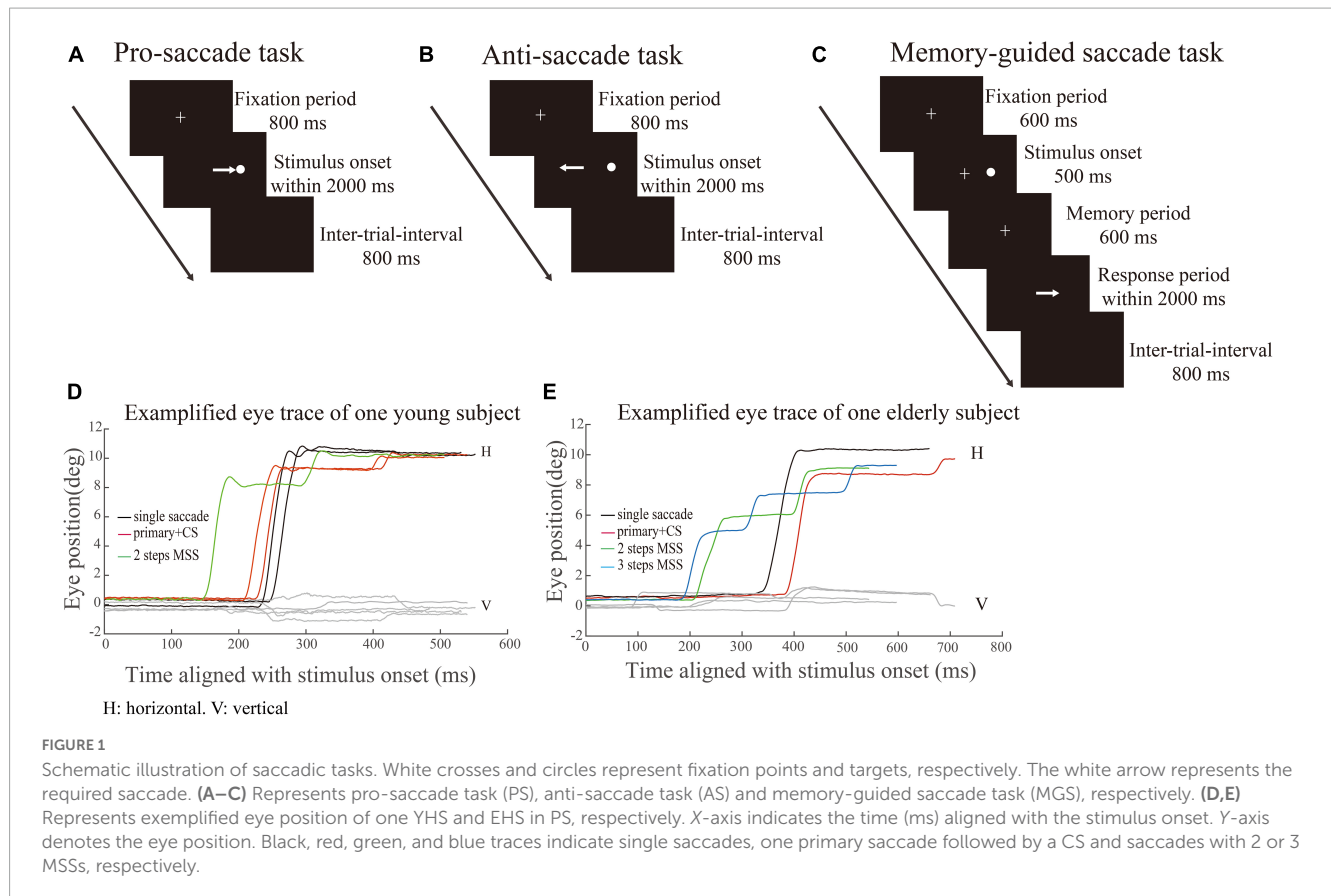 A
Pro-saccade task
Fixation period
800 ms
Stimulus onset
within 2000 ms
Inter-trial-interval
800 ms
B
Anti-saccade task
Fixation period
800 ms
Stimulus onset
within 2000 ms
Inter-trial-interval
800 ms
C
Memory-guided saccade task
Fixation period
600 ms
Stimulus onset
500 ms
Memory period
600 ms
Response period
within 2000 ms
Inter-trial-interval
800 ms
D
Examplified eye trace of one young subject
Eye position(deg)
12
10
8
6
4
2
0
-2
H
single saccade
primary+CS
2 steps MSS
V
0 100 200 300 400 500 600
Time aligned with stimulus onset (ms)
H: horizontal. V: vertical
E
Examplified eye trace of one elderly subject
Eye position(deg)
12
10
8
6
4
2
0
-2
H
single saccade
primary+CS
2 steps MSS
3 steps MSS
V
0 100 200 300 400 500 600 700 800
Time aligned with stimulus onset (ms)
FIGURE 1
Schematic illustration of saccadic tasks. White crosses and circles represent fixation points and targets, respectively. The white arrow represents the
required saccade. (A–C) Represents pro-saccade task (PS), anti-saccade task (AS) and memory-guided saccade task (MGS), respectively. (D,E)
Represents exemplified eye position of one YHS and EHS in PS, respectively. X-axis indicates the time (ms) aligned with the stimulus onset. Y-axis
denotes the eye position. Black, red, green, and blue traces indicate single saccades, one primary saccade followed by a CS and saccades with 2 or 3
MSSs, respectively.